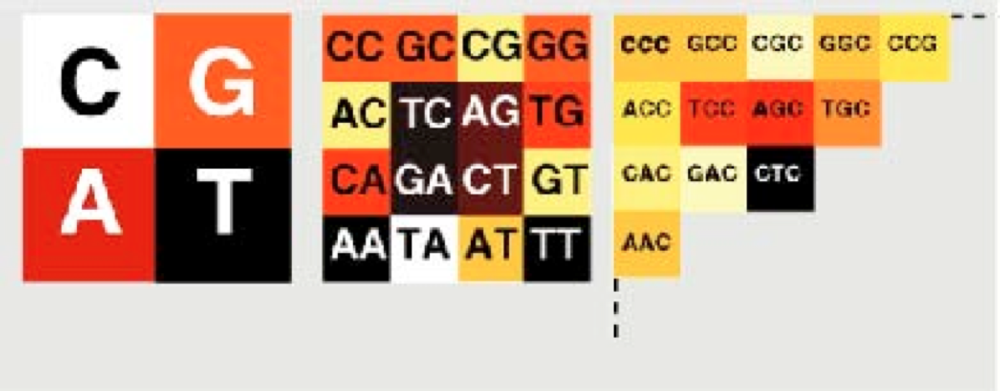 C G
A T
CC GC CG GG
AC TC AG TG
CA GA CT GT
AA TA AT TT
CCC GCC CGC GGC CCG
ACC TCC AGC TGC
CAC GAC CTC
AAC